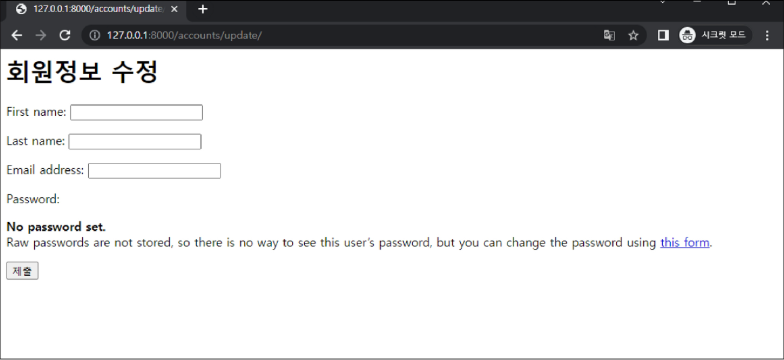 127.0.0.1:8000/accounts/update/
127.0.0.1:8000/accounts/update/
시크릿 모드
회원정보 수정
First name:
Last name:
Email address:
Password:
No password set.
Raw passwords are not stored, so there is no way to see this user's password, but you can change the password using this form.
제출